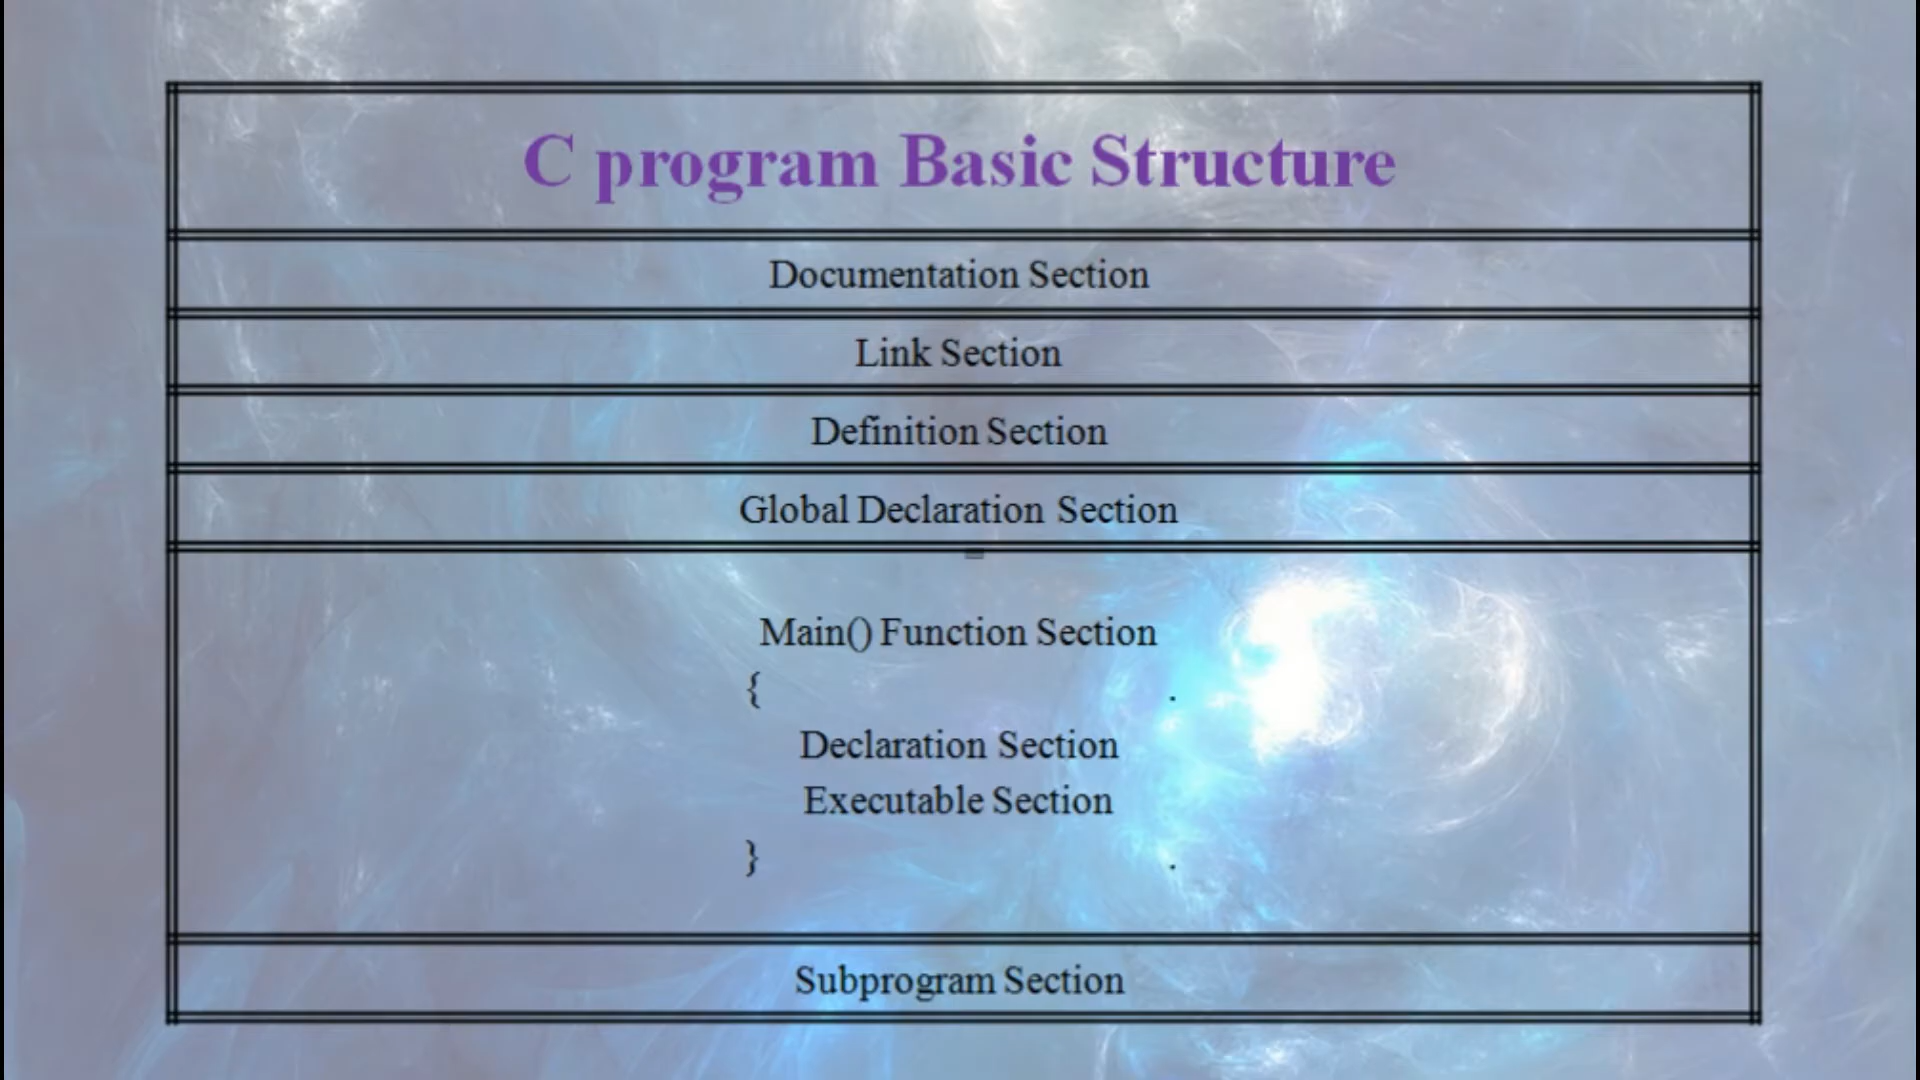 C program Basic Structure
Documentation Section
Link Section
Definition Section
Global Declaration Section
Main() Function Section
{ .
Declaration Section
Executable Section
} .
Subprogram Section